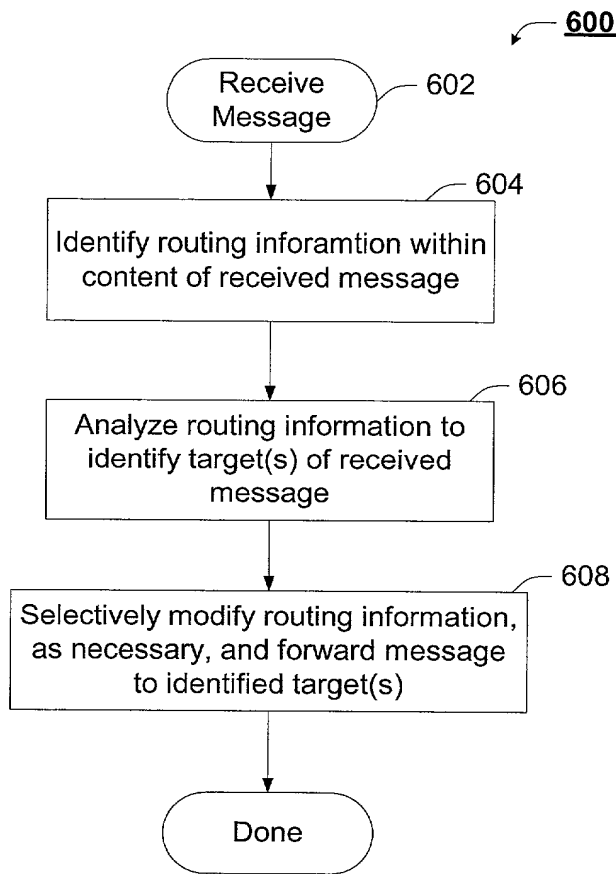 600
Receive
Message
602
604
Identify routing inforamtion within
content of received message
606
Analyze routing information to
identify target(s) of received
message
608
Selectively modify routing information,
as necessary, and forward message
to identified target(s)
Done